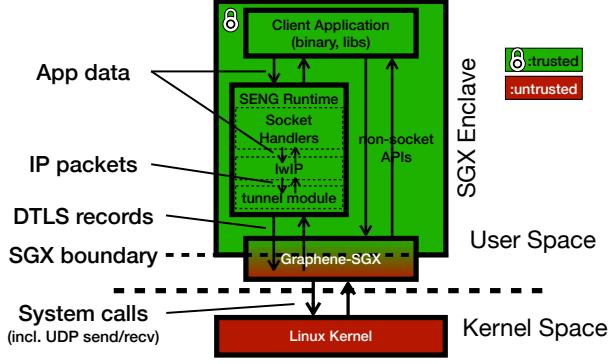 Client Application
(binary, libs)
:trusted
:untrusted
App data
SENG Runtime
Socket
Handlers
non-socket
APIs
SGX Enclave
IP packets
lwIP
tunnel module
DTLS records
User Space
SGX boundary
Graphene-SGX
System calls
(incl. UDP send/recv)
Linux Kernel
Kernel Space